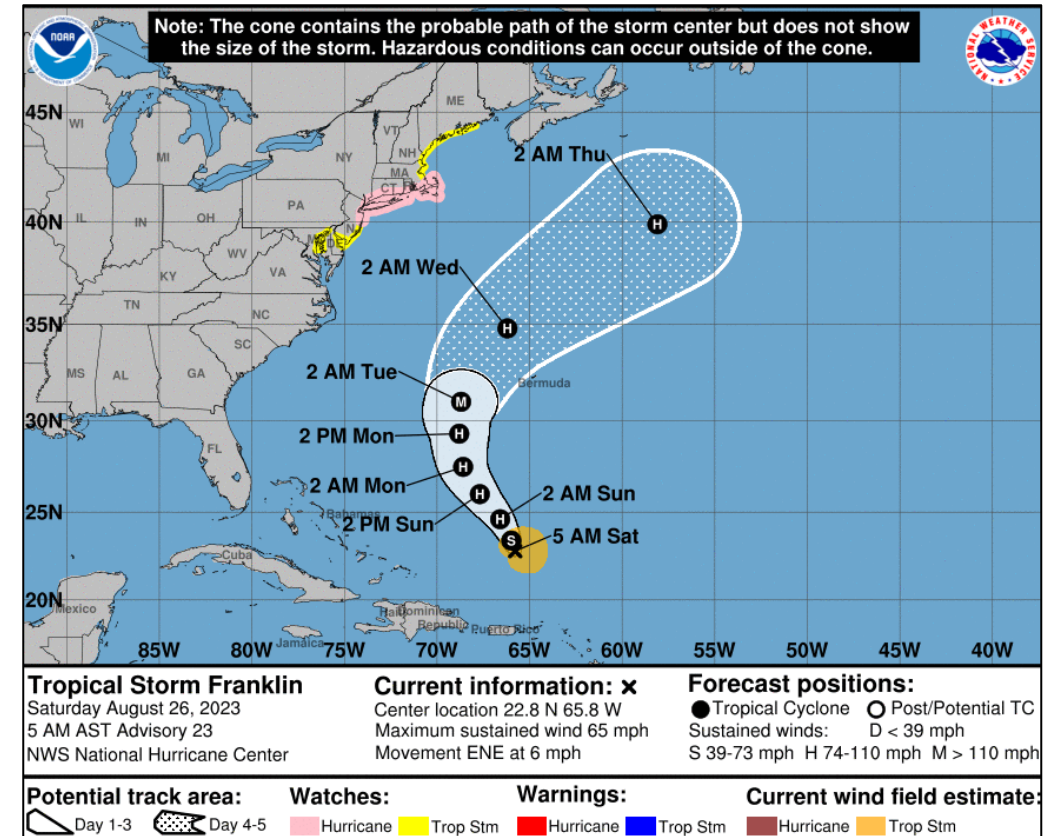 Note: The cone contains the probable path of the storm center but does not show
the size of the storm. Hazardous conditions can occur outside of the cone.
NOAA
NATIONAL WEATHER SERVICE
ME
45N
WI
VT
MI
NY
NH
2 AM Thu
MA
CT
PA
40N
IL
IN
OH
N
DE
WV
2 AM Wed
KY
VA
TN
NC
35N
SC
MS
AL
GA
2 AM Tue
Bermuda
30N
2 PM Mon
FL
2 AM Mon
2 AM Sun
25N
Bahamas
2 PM Sun
5 AM Sat
Cuba
20N
Mexico
Haiti
Dominican
Republic
Puerto Rico
Jamaica
85W 80W 75W 70W 65W 60W 55W 50W 45W 40W
H
H
M
H
H
H
H
S
Tropical Storm Franklin
Saturday August 26, 2023
5 AM AST Advisory 23
NWS National Hurricane Center
Current information: x
Center location 22.8 N 65.8 W
Maximum sustained wind 65 mph
Movement ENE at 6 mph
Forecast positions:
Tropical Cyclone Post/Potential TC
Sustained winds: D < 39 mph
S 39-73 mph H 74-110 mph M > 110 mph
Potential track area:
Day 1-3 Day 4-5
Watches:
Hurricane Trop Stm
Warnings:
Hurricane Trop Stm
Current wind field estimate:
Hurricane Trop Stm